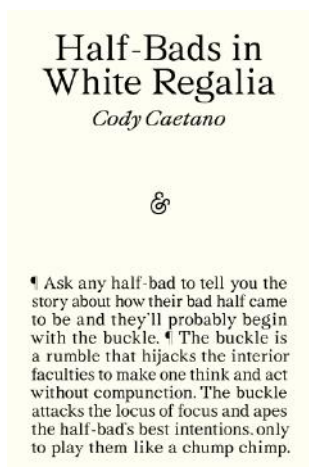 Half-Bads in
White Regalia
Cody Caetano
&
¶ Ask any half-bad to tell you the
story about how their bad half came
to be and they'll probably begin
with the buckle. ¶ The buckle is
a rumble that hijacks the interior
faculties to make one think and act
without compunction. The buckle
attacks the locus of focus and apes
the half-bad's best intentions. only
to play them like a chump chimp.